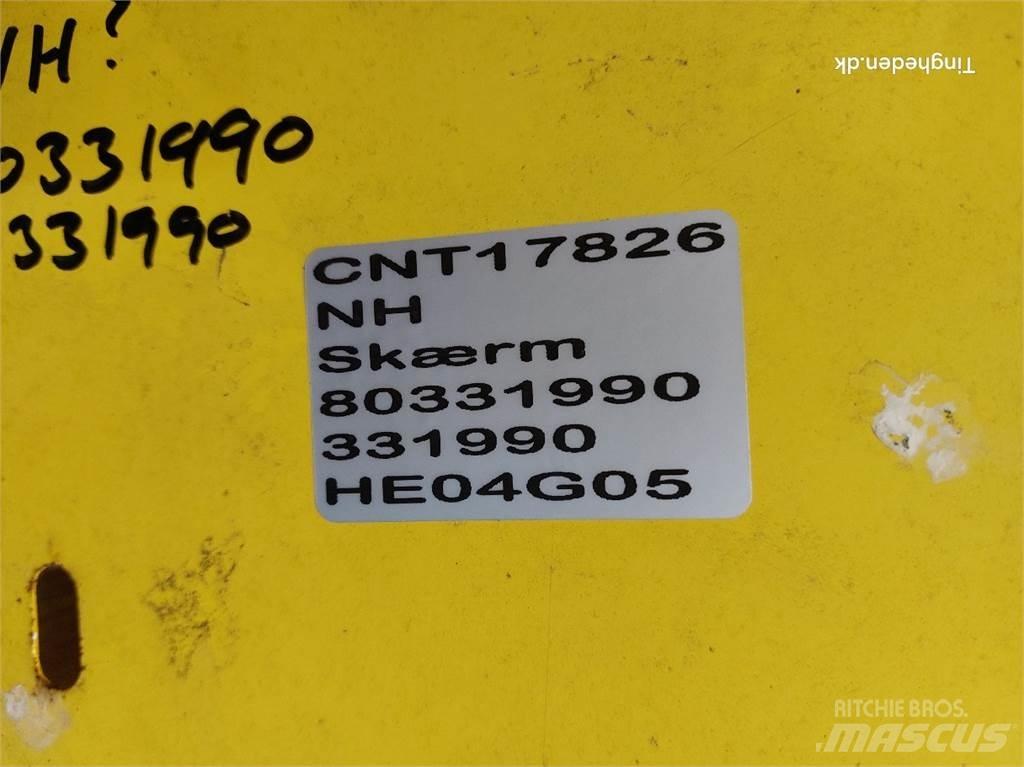 NH?
0331990
331990
Tingheden.dk
CNT17826
NH
Skærm
80331990
331990
HE04G05
RITCHIE BROS.
MASCUS